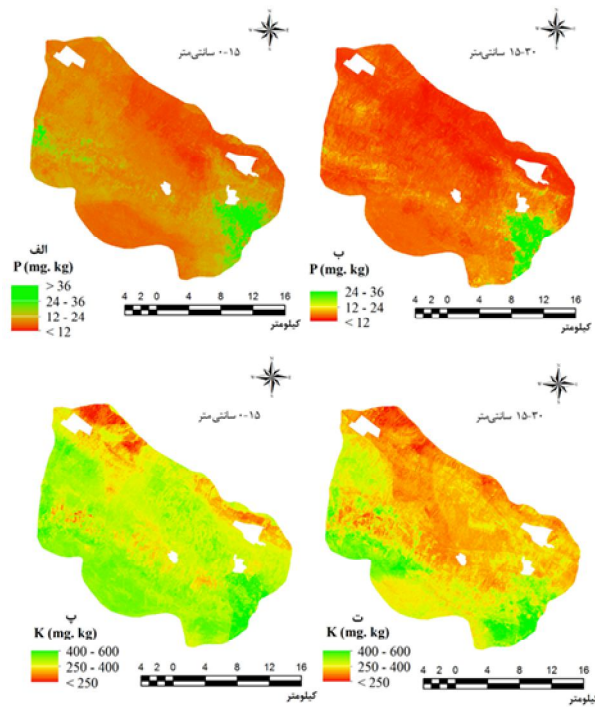 ۰-۱۵ سانتی‌متر
۱۵-۳۰ سانتی‌متر
الف
P (mg. kg)
> 36
24 - 36
12 - 24
< 12
4 2 0 4 8 12 16
کیلومتر
ب
P (mg. kg)
24 - 36
12 - 24
< 12
4 2 0 4 8 12 16
کیلومتر
۰-۱۵ سانتی‌متر
۱۵-۳۰ سانتی‌متر
پ
K (mg. kg)
400 - 600
250 - 400
< 250
4 2 0 4 8 12 16
کیلومتر
ت
K (mg. kg)
400 - 600
250 - 400
< 250
4 2 0 4 8 12 16
کیلومتر